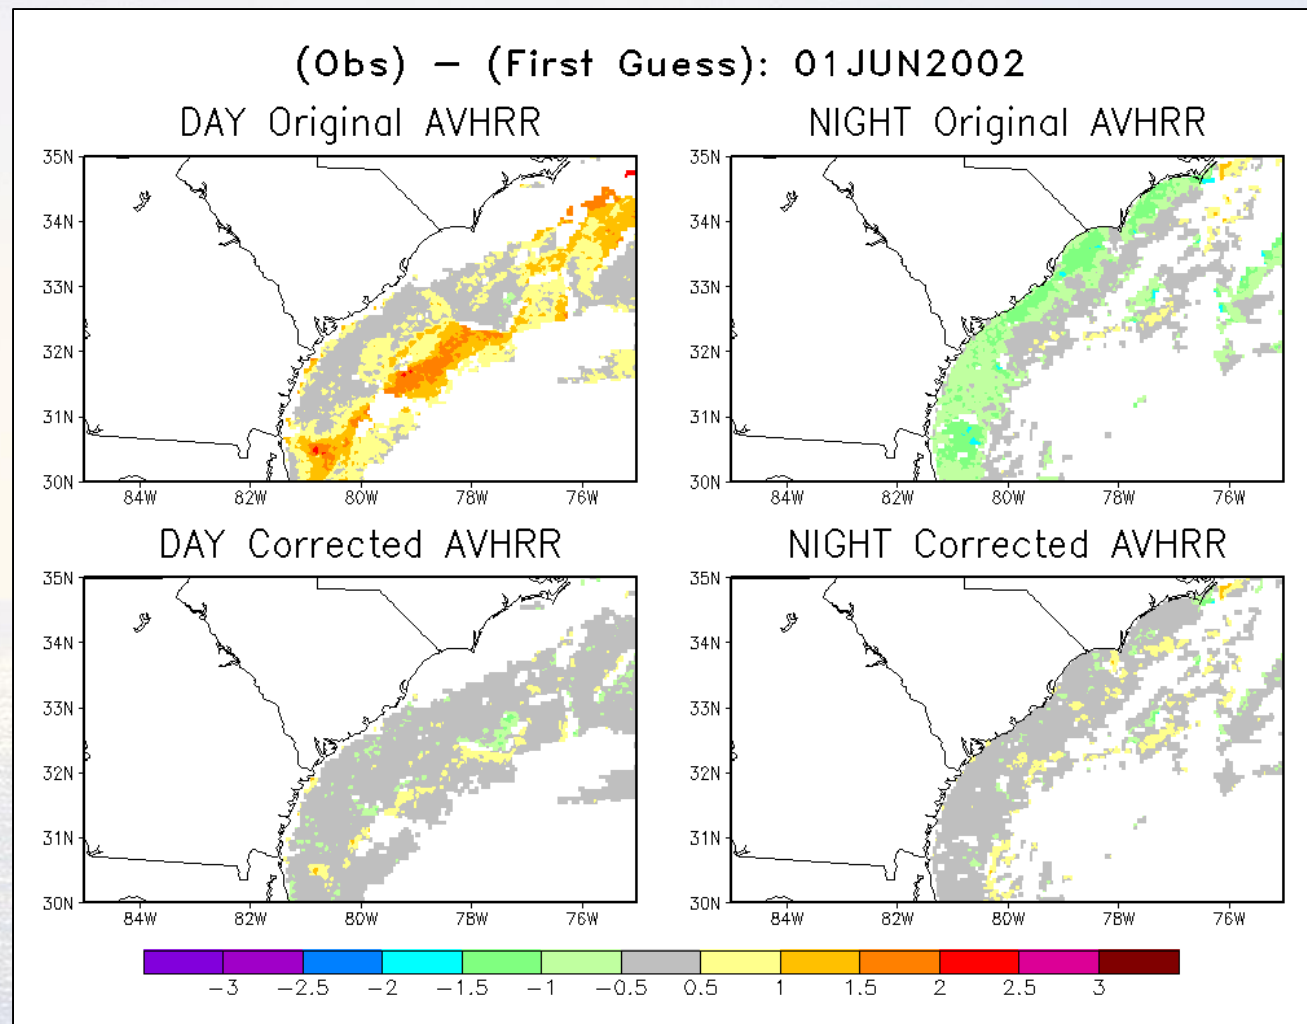 (Obs) – (First Guess): 01JUN2002
DAY Original AVHRR
NIGHT Original AVHRR
35N
34N
33N
32N
31N
30N
84W 82W 80W 78W 76W
35N
34N
33N
32N
31N
30N
84W 82W 80W 78W 76W
DAY Corrected AVHRR
NIGHT Corrected AVHRR
35N
34N
33N
32N
31N
30N
84W 82W 80W 78W 76W
35N
34N
33N
32N
31N
30N
84W 82W 80W 78W 76W
−3 −2.5 −2 −1.5 −1 −0.5 0.5 1 1.5 2 2.5 3